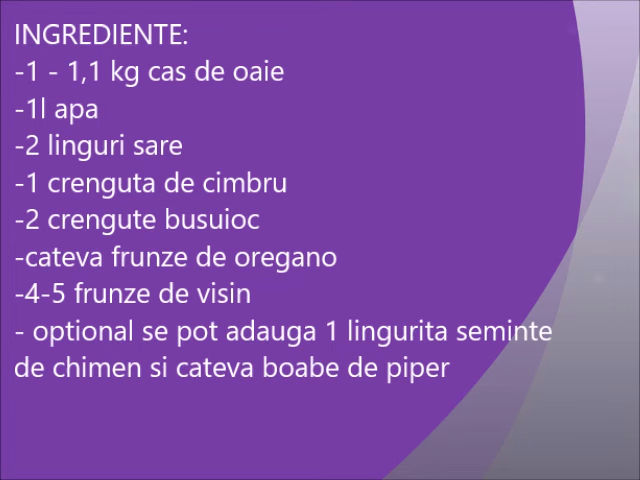 INGREDIENTE:
-1 - 1,1 kg cas de oaie
-1l apa
-2 linguri sare
-1 crenguta de cimbru
-2 crengute busuioc
-cateva frunze de oregano
-4-5 frunze de visin
- optional se pot adauga 1 lingurita seminte
de chimen si cateva boabe de piper